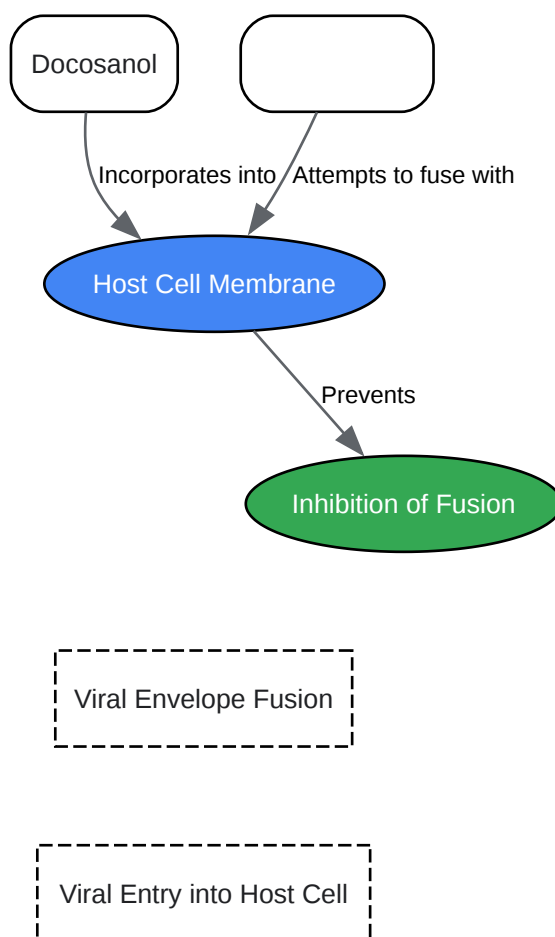 Docosanol
Incorporates into
Attempts to fuse with
Host Cell Membrane
Prevents
Inhibition of Fusion
Viral Envelope Fusion
Viral Entry into Host Cell